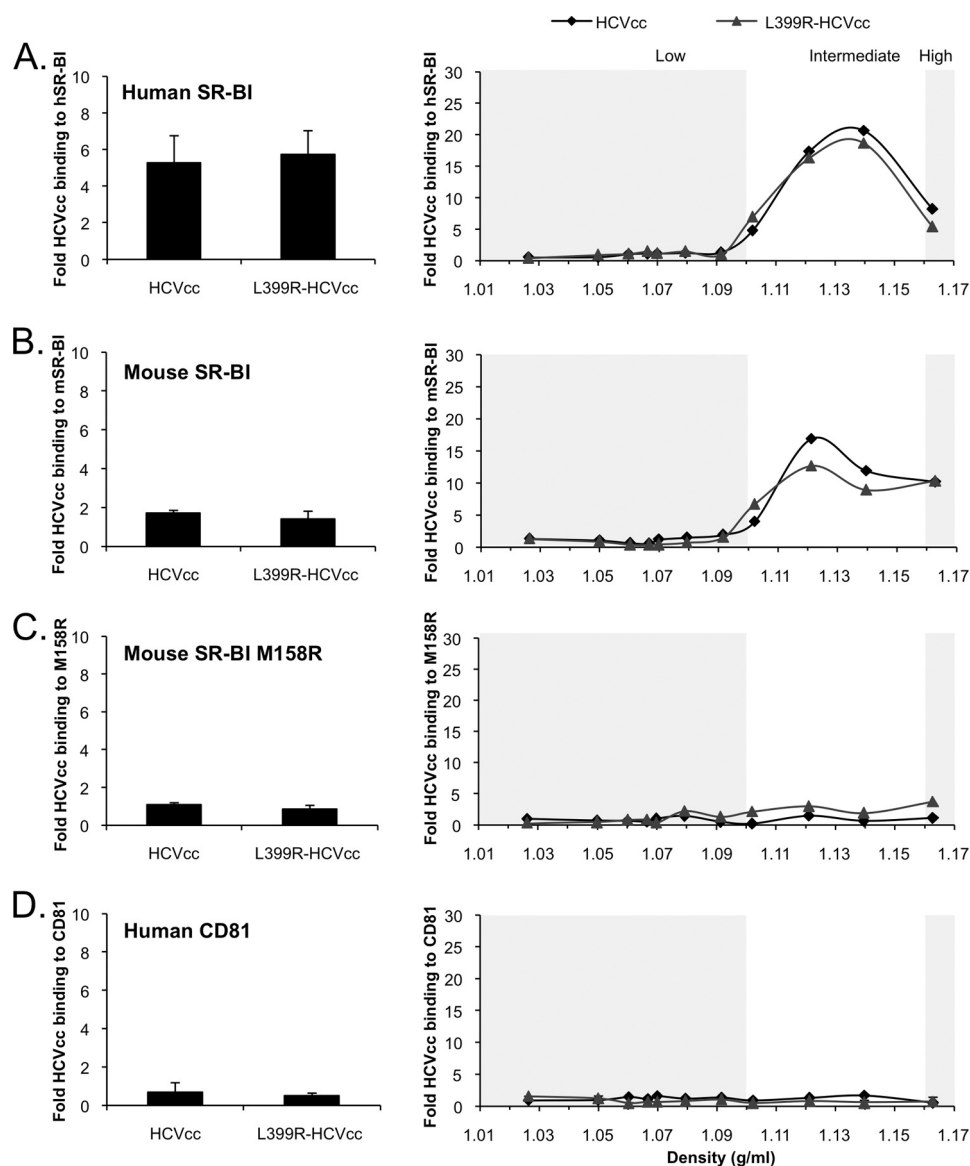 HCVcc L399R-HCVcc
A.
Fold HCVcc binding to hSR-BI
10
8
6
4
2
0
Human SR-BI
HCVcc L399R-HCVcc
Fold HCVcc binding to hSR-BI
30
25
20
15
10
5
0
Low Intermediate High
1.01 1.03 1.05 1.07 1.09 1.11 1.13 1.15 1.17
B.
Fold HCVcc binding to mSR-BI
10
8
6
4
2
0
Mouse SR-BI
HCVcc L399R-HCVcc
Fold HCVcc binding to mSR-BI
30
25
20
15
10
5
0
1.01 1.03 1.05 1.07 1.09 1.11 1.13 1.15 1.17
C.
Fold HCVcc binding to M158R
10
8
6
4
2
0
Mouse SR-BI M158R
HCVcc L399R-HCVcc
Fold HCVcc binding to M158R
30
25
20
15
10
5
0
1.01 1.03 1.05 1.07 1.09 1.11 1.13 1.15 1.17
D.
Fold HCVcc binding to CD81
10
8
6
4
2
0
Human CD81
HCVcc L399R-HCVcc
Fold HCVcc binding to CD81
30
25
20
15
10
5
0
1.01 1.03 1.05 1.07 1.09 1.11 1.13 1.15 1.17
Density (g/ml)